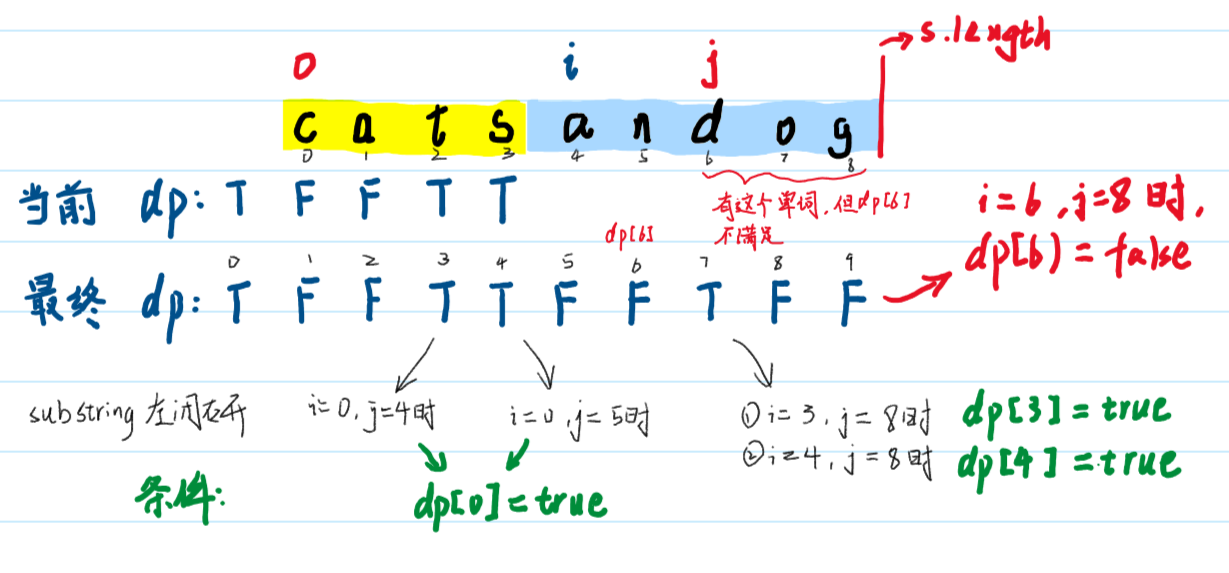 s.length
0 i j
c a t s a n d o g
0 1 2 3 4 5 6 7 8
当前 dp: T F F T T
有这个单词,但dp[6]
不满足
i=6,j=8时,
dp[6)=false
dp[6]
0 1 2 3 4 5 6 7 8 9
最终 dp: T F F T T F F T F F
substring 左闭右开
i=0,j=4时
i=0,j=5时
①i=3,j=8时 dp[3]=true
②i=4,j=8时 dp[4]=true
条件: dp[0]=true